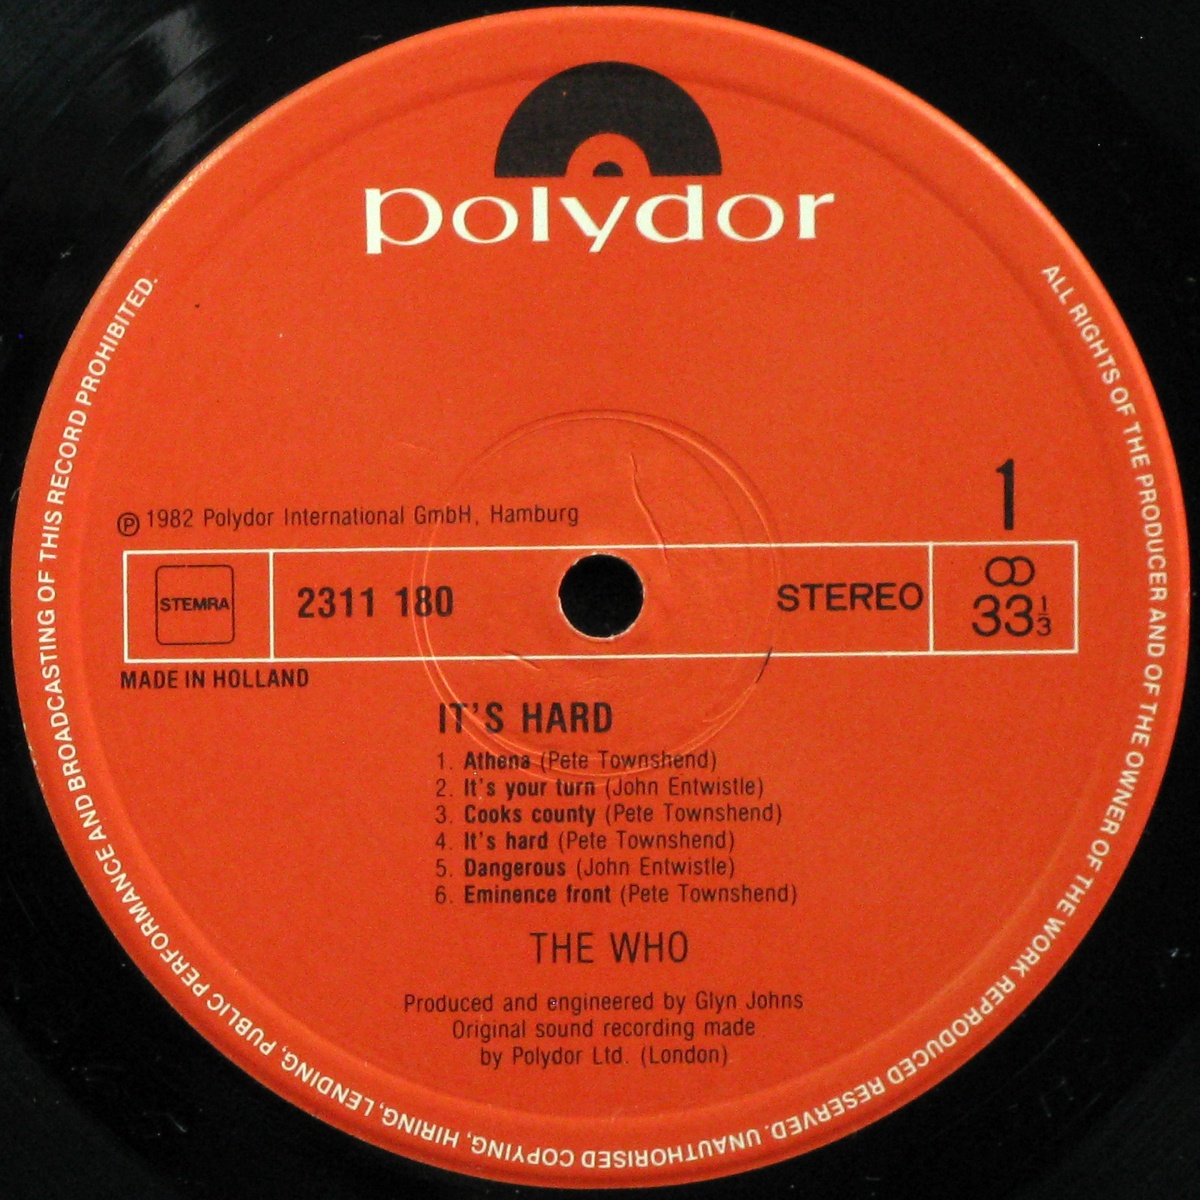 polydor
1
℗ 1982 Polydor International GmbH, Hamburg
STEMRA
2311 180
STEREO
33 1/3
MADE IN HOLLAND
IT'S HARD
1. Athena (Pete Townshend)
2. It's your turn (John Entwistle)
3. Cooks county (Pete Townshend)
4. It's hard (Pete Townshend)
5. Dangerous (John Entwistle)
6. Eminence front (Pete Townshend)
THE WHO
Produced and engineered by Glyn Johns
Original sound recording made
by Polydor Ltd. (London)
ALL RIGHTS OF THE PRODUCER AND OF THE OWNER OF THE WORK REPRODUCED RESERVED. UNAUTHORISED COPYING, HIRING, LENDING, PUBLIC PERFORMANCE AND BROADCASTING OF THIS RECORD PROHIBITED.